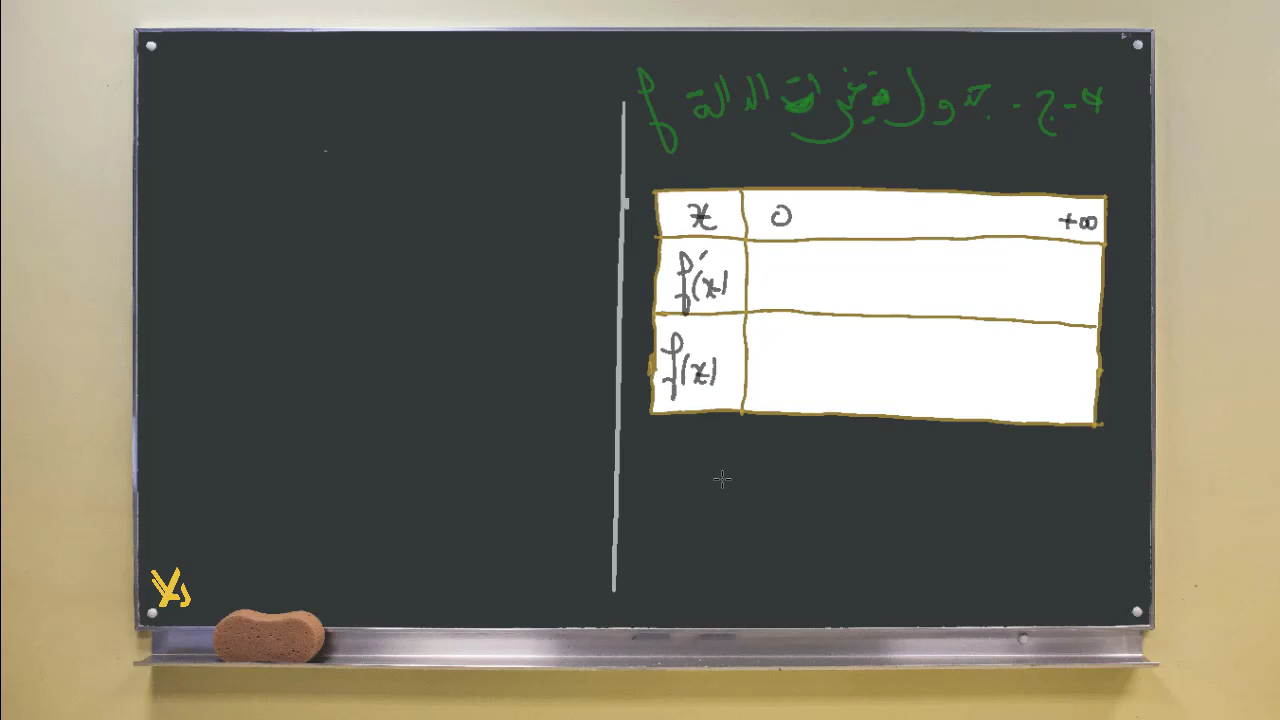 4-ج- جدول تغيرات الدالة f
x 0 +∞
f'(x)
f(x)